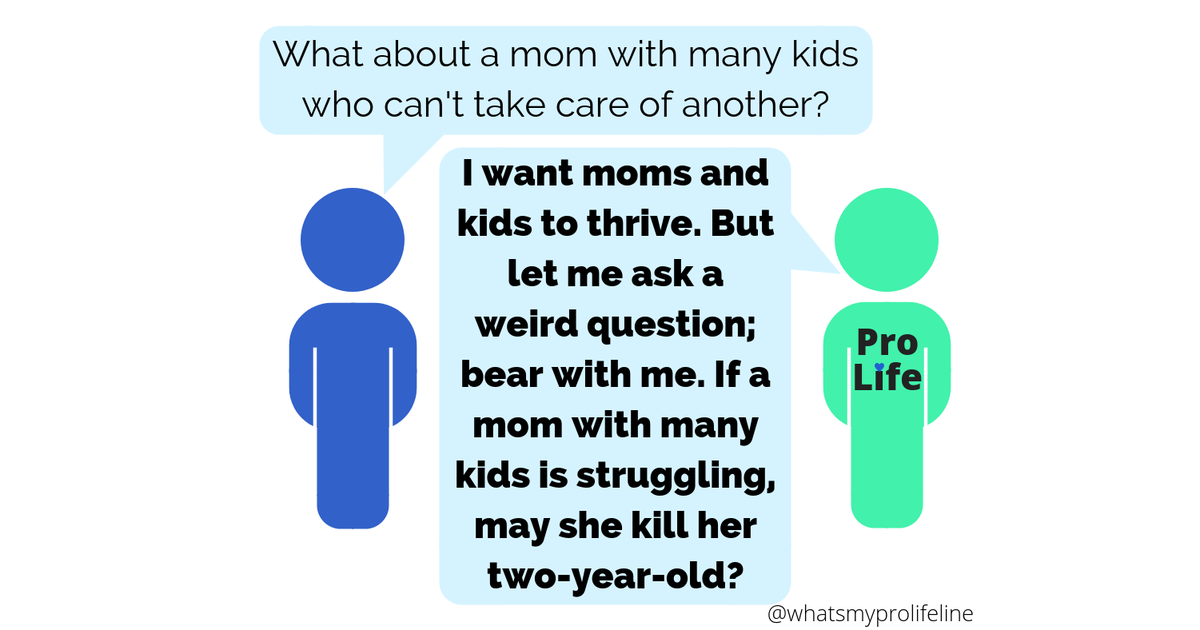 What about a mom with many kids
who can't take care of another?
I want moms and
kids to thrive. But
let me ask a
weird question;
bear with me. If a
mom with many
kids is struggling,
may she kill her
two-year-old?
Pro
Life
@whatsmyprolifeline